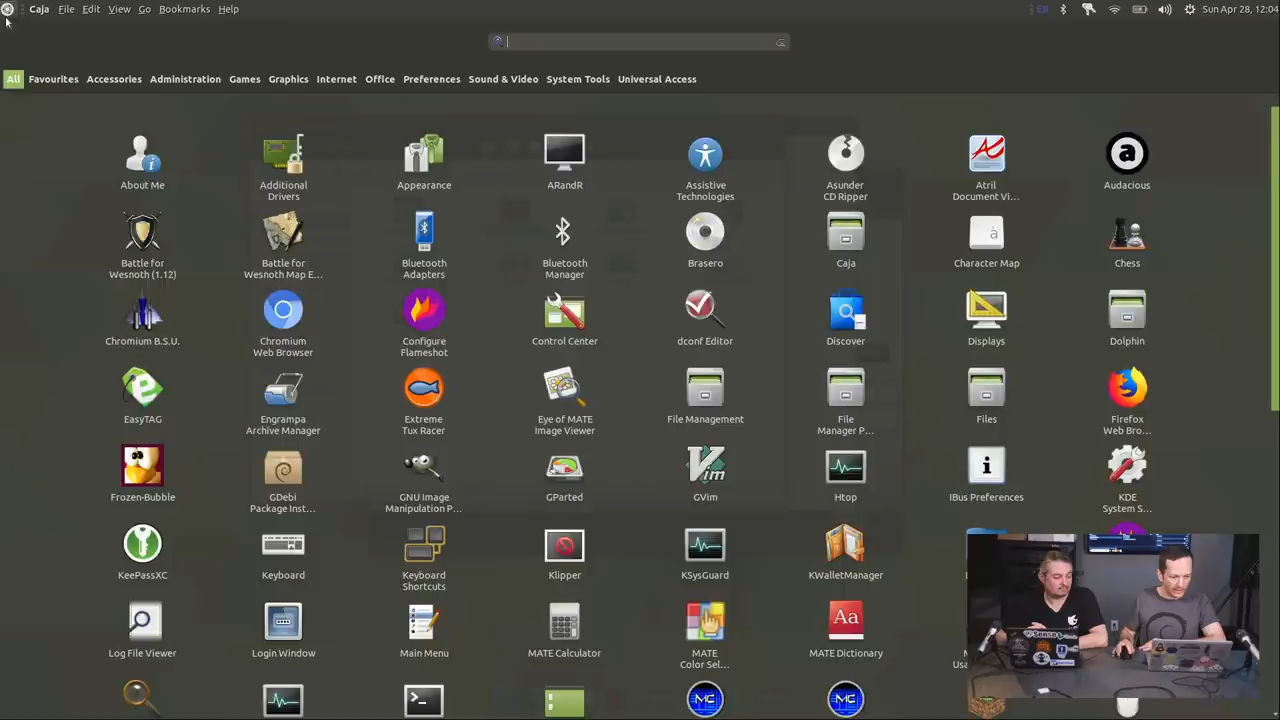 Caja File Edit View Go Bookmarks Help EN Sun Apr 28, 12:04
All Favourites Accessories Administration Games Graphics Internet Office Preferences Sound & Video System Tools Universal Access
About Me
Additional
Drivers
Appearance
ARandR
Assistive
Technologies
Asunder
CD Ripper
Atril
Document Vi...
a
Audacious
Battle for
Wesnoth (1.12)
Battle for
Wesnoth Map E...
Bluetooth
Adapters
Bluetooth
Manager
Brasero
Caja
à
Character Map
Chess
Chromium B.S.U.
Chromium
Web Browser
Configure
Flameshot
Control Center
dconf Editor
Discover
Displays
Dolphin
EasyTAG
Engrampa
Archive Manager
Extreme
Tux Racer
Eye of MATE
Image Viewer
File Management
File
Manager P...
Files
Firefox
Web Bro...
Frozen-Bubble
GDebi
Package Inst...
GNU Image
Manipulation P...
GParted
Vim
GVim
Htop
IBus Preferences
KDE
System S...
KeePassXC
Keyboard
Keyboard
Shortcuts
Klipper
KSysGuard
KWalletManager
Log File Viewer
Login Window
Main Menu
MATE Calculator
MATE
Color Sel...
Aa
MATE Dictionary
MC
MC